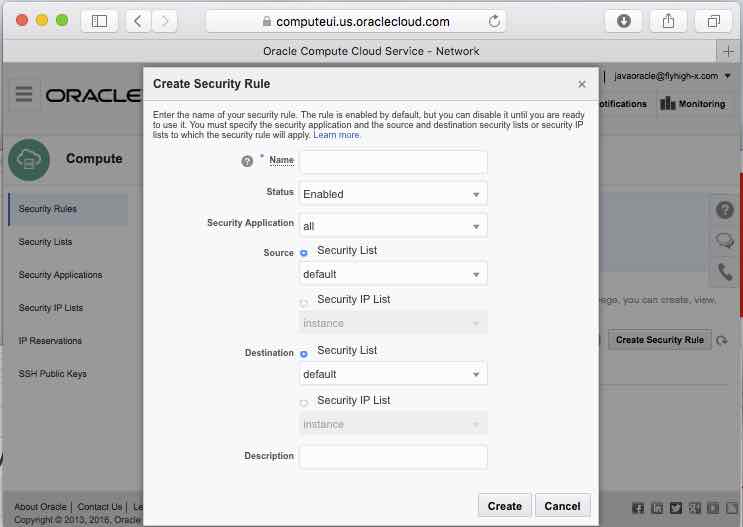 computeui.us.oraclecloud.com
Oracle Compute Cloud Service - Network
javaoracle@flyhigh-x.com
ORACLE
otifications
Monitoring
Create Security Rule
Enter the name of your security rule. The rule is enabled by default, but you can disable it until you are ready
to use it. You must specify the security application and the source and destination security lists or security IP
lists to which the security rule will apply. Learn more.
Compute
Security Rules
Security Lists
Security Applications
Security IP Lists
IP Reservations
SSH Public Keys
* Name
Status Enabled
Security Application all
Source Security List
default
Security IP List
instance
Destination Security List
default
Security IP List
instance
Description
Create Cancel
page, you can create, view,
Create Security Rule
About Oracle | Contact Us | Le
Copyright © 2013, 2016, Oracle